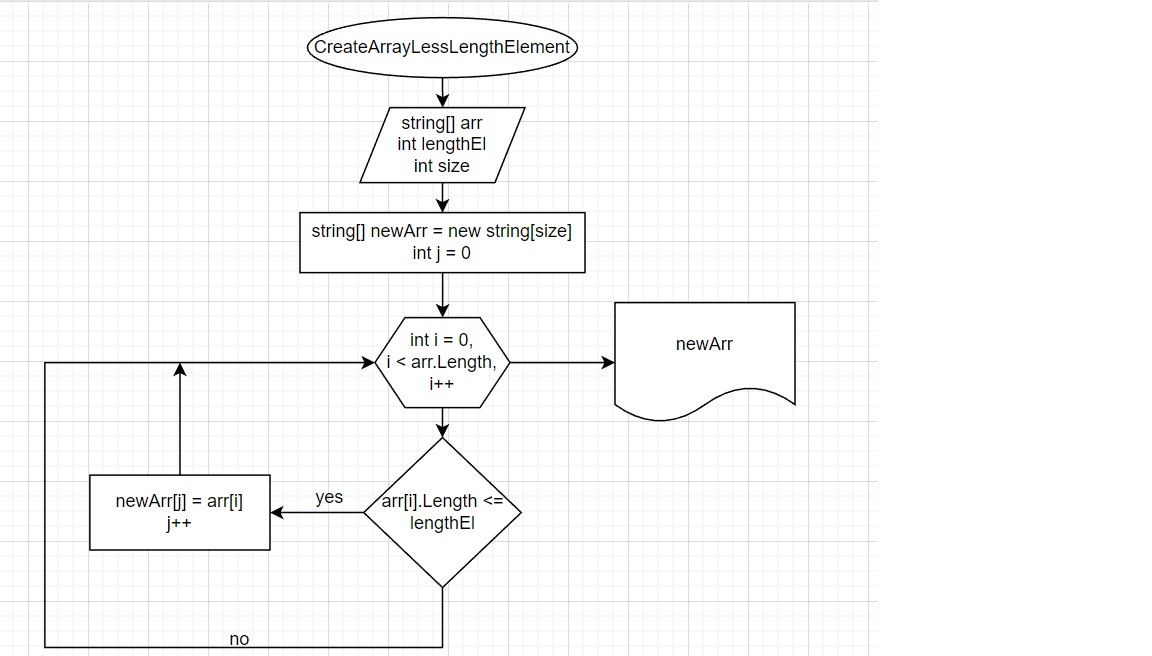 CreateArrayLessLengthElement
string[] arr
int lengthEl
int size
string[] newArr = new string[size]
int j = 0
int i = 0,
i < arr.Length,
i++
newArr
arr[i].Length <=
lengthEl
yes
newArr[j] = arr[i]
j++
no